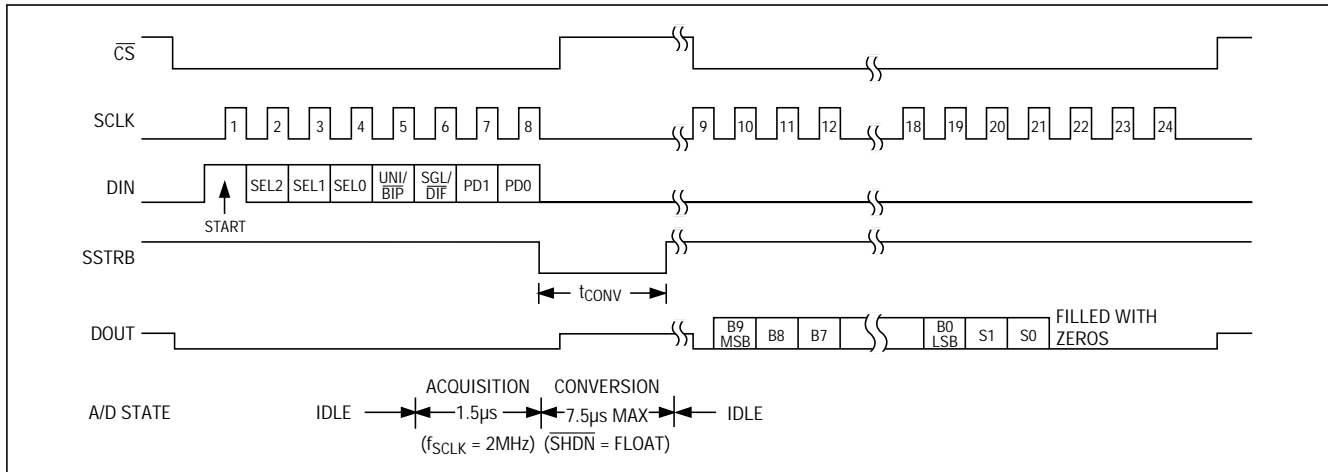 CS
SCLK 1 2 3 4 5 6 7 8 9 10 11 12 18 19 20 21 22 23 24
DIN SEL2 SEL1 SEL0 UNI/BIP SGL/DIF PD1 PD0
START
SSTRB
tCONV
DOUT B9 MSB B8 B7 B0 LSB S1 S0 FILLED WITH ZEROS
ACQUISITION CONVERSION
A/D STATE IDLE 1.5μs 7.5μs MAX IDLE
(fSCLK = 2MHz) (SHDN = FLOAT)